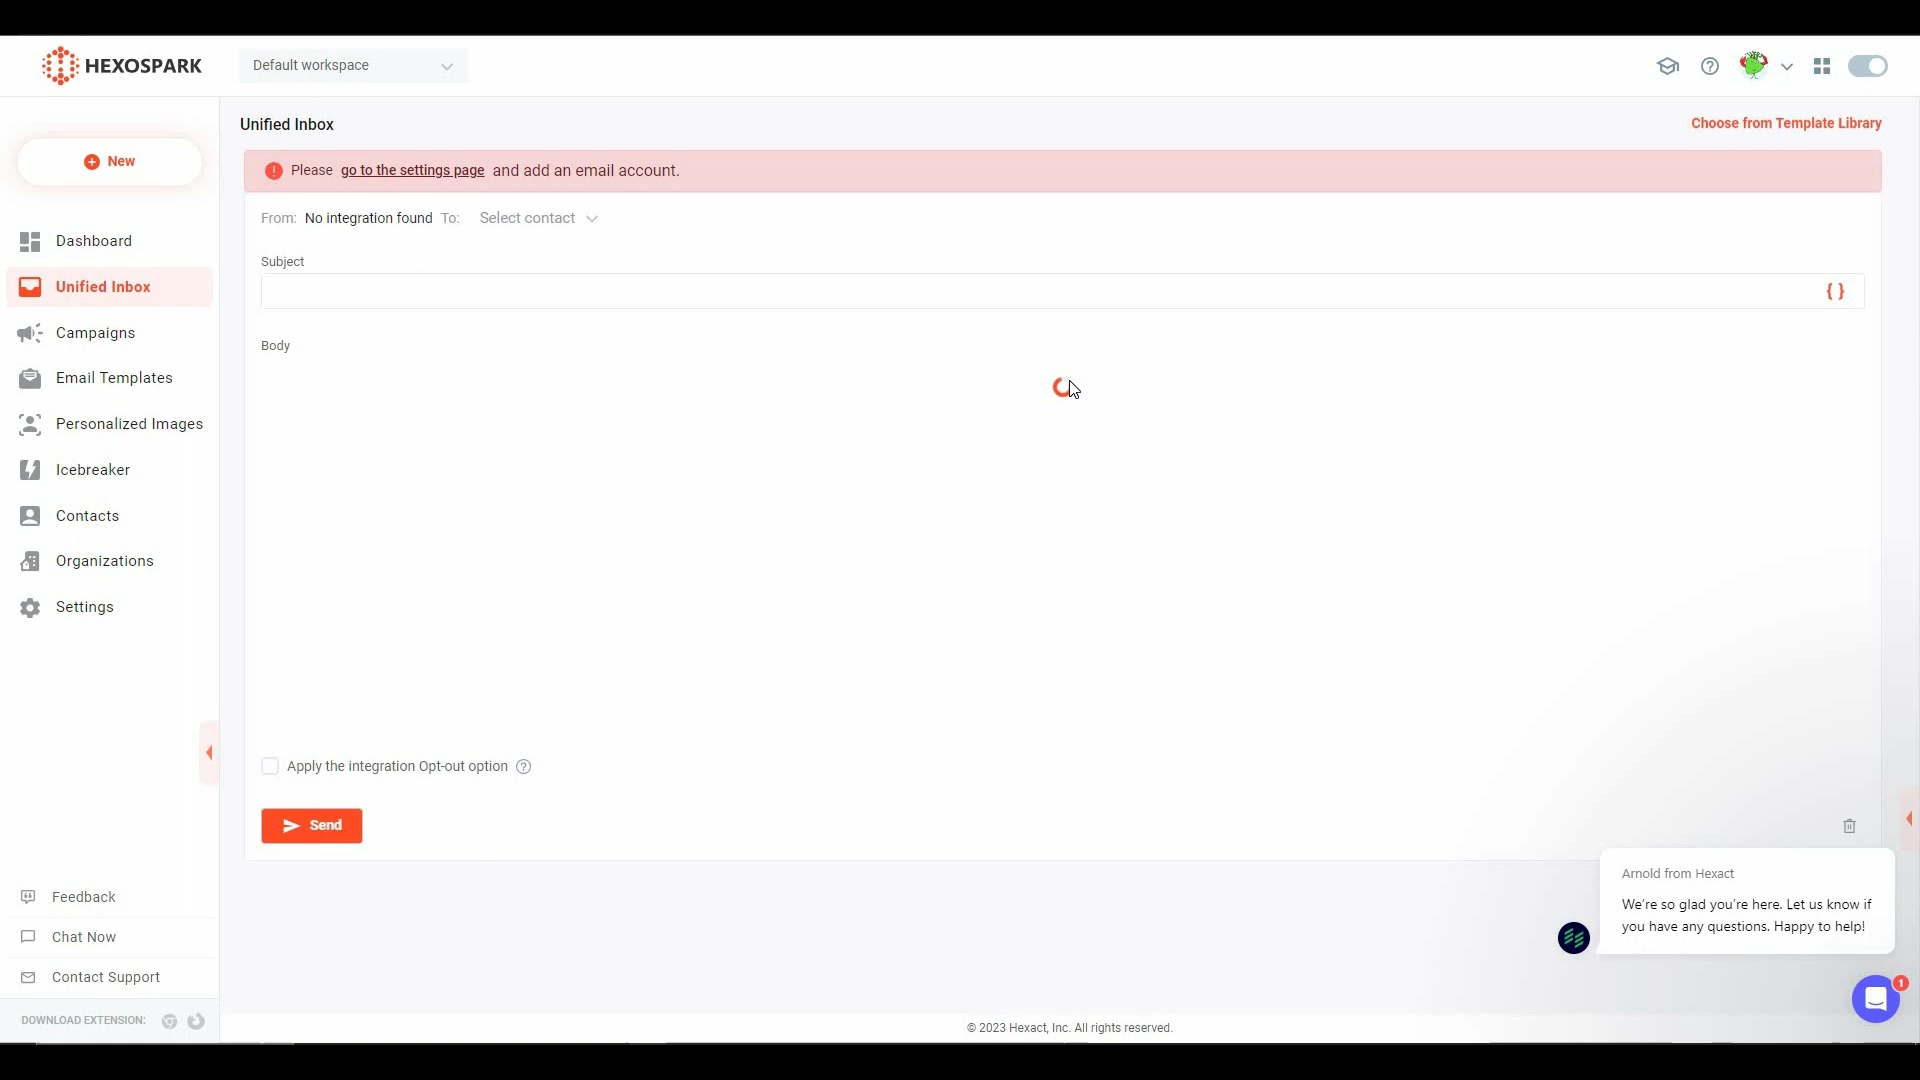 HEXOSPARK
Default workspace
New
Dashboard
Unified Inbox
Campaigns
Email Templates
Personalized Images
Icebreaker
Contacts
Organizations
Settings
Feedback
Chat Now
Contact Support
DOWNLOAD EXTENSION:
Unified Inbox
Choose from Template Library
Please go to the settings page and add an email account.
From: No integration found To: Select contact
Subject
{ }
Body
Apply the integration Opt-out option
Send
Arnold from Hexact
We're so glad you're here. Let us know if
you have any questions. Happy to help!
1
© 2023 Hexact, Inc. All rights reserved.